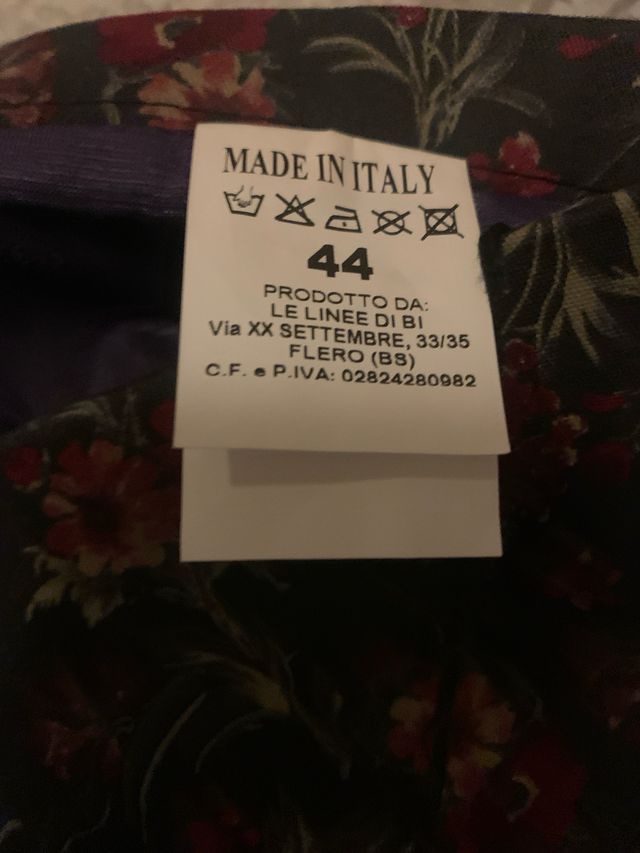 MADE IN ITALY
44
PRODOTTO DA:
LE LINEE DI BI
Via XX SETTEMBRE, 33/35
FLERO (BS)
C.F. e P.IVA: 02824280982